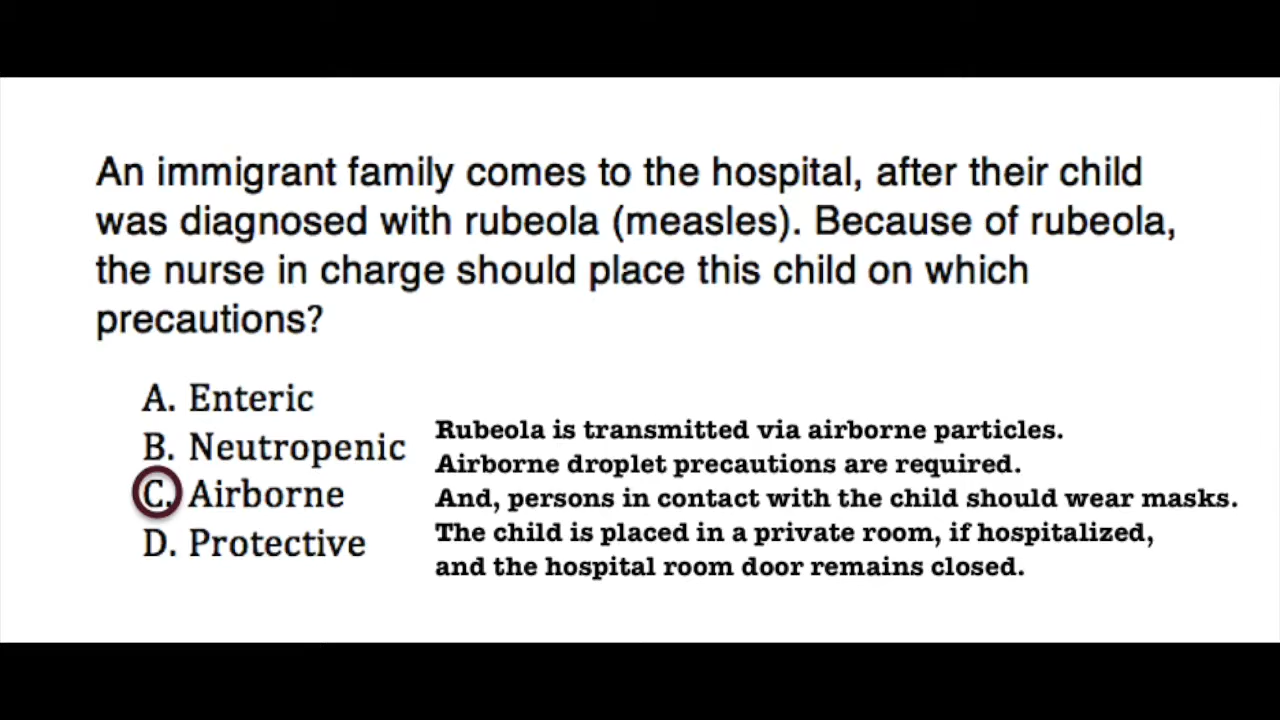 An immigrant family comes to the hospital, after their child
was diagnosed with rubeola (measles). Because of rubeola,
the nurse in charge should place this child on which
precautions?
A. Enteric
B. Neutropenic
C. Airborne
D. Protective
Rubeola is transmitted via airborne particles.
Airborne droplet precautions are required.
And, persons in contact with the child should wear masks.
The child is placed in a private room, if hospitalized,
and the hospital room door remains closed.